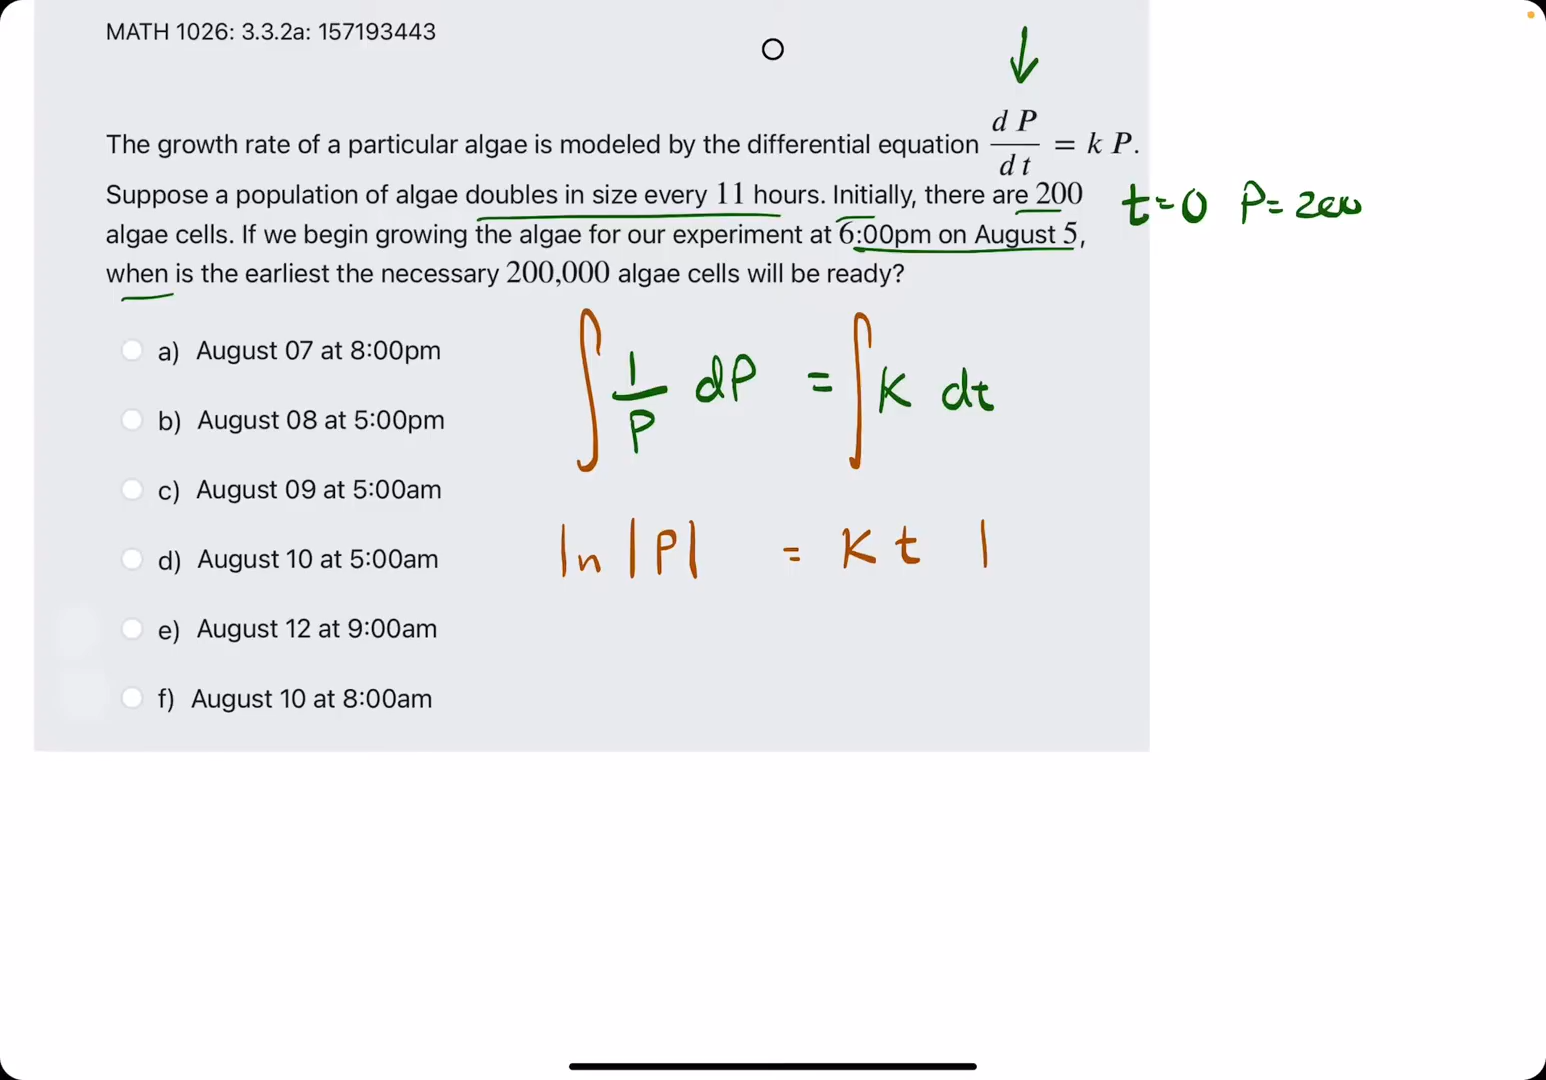 MATH 1026: 3.3.2a: 157193443
The growth rate of a particular algae is modeled by the differential equation dP/dt = k P.
Suppose a population of algae doubles in size every 11 hours. Initially, there are 200
t=0 P=200
algae cells. If we begin growing the algae for our experiment at 6:00pm on August 5,
when is the earliest the necessary 200,000 algae cells will be ready?
a) August 07 at 8:00pm
b) August 08 at 5:00pm
c) August 09 at 5:00am
d) August 10 at 5:00am
e) August 12 at 9:00am
f) August 10 at 8:00am
∫ 1/P dP = ∫ K dt
ln |P| = K t |